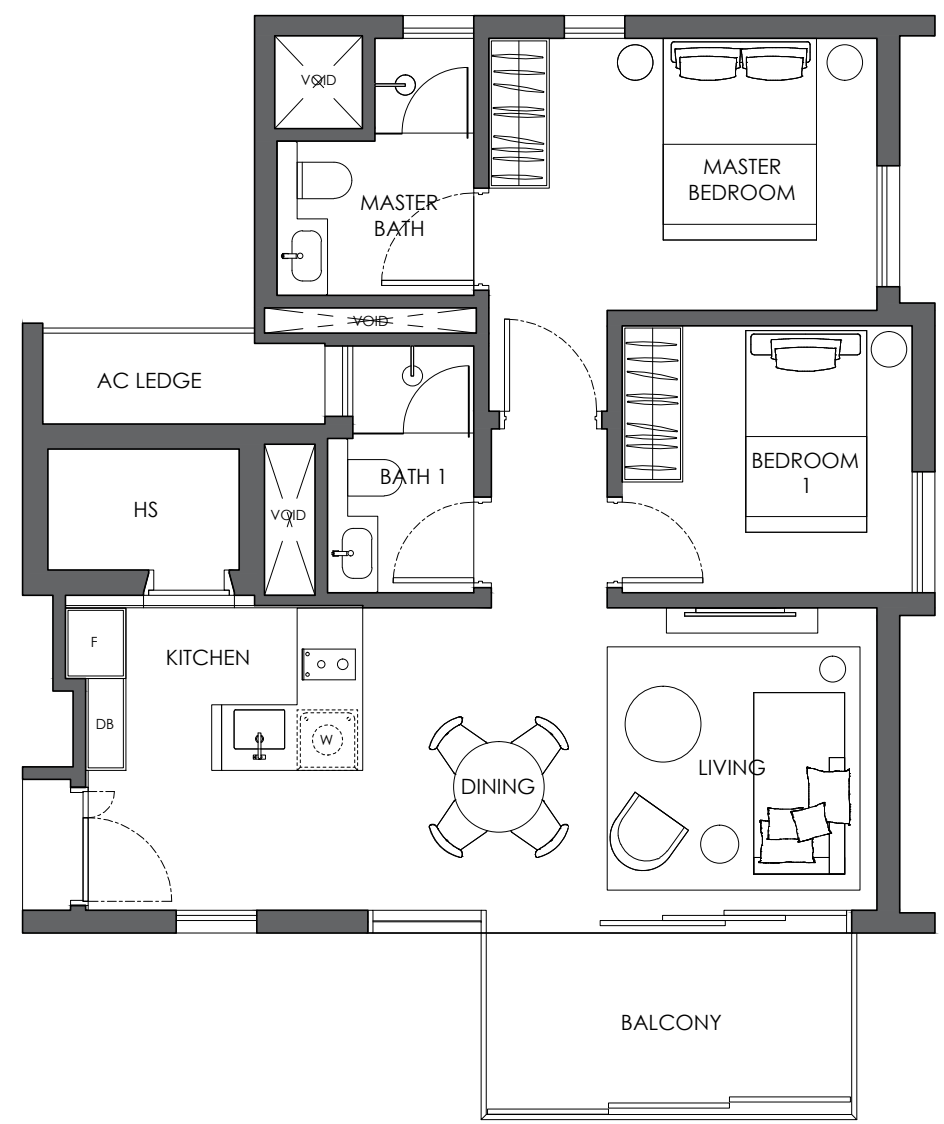 VOID
MASTER
BEDROOM
MASTER
BATH
VOID
AC LEDGE
BEDROOM
1
BATH 1
HS
VOID
F
KITCHEN
DB
W
DINING
LIVING
BALCONY